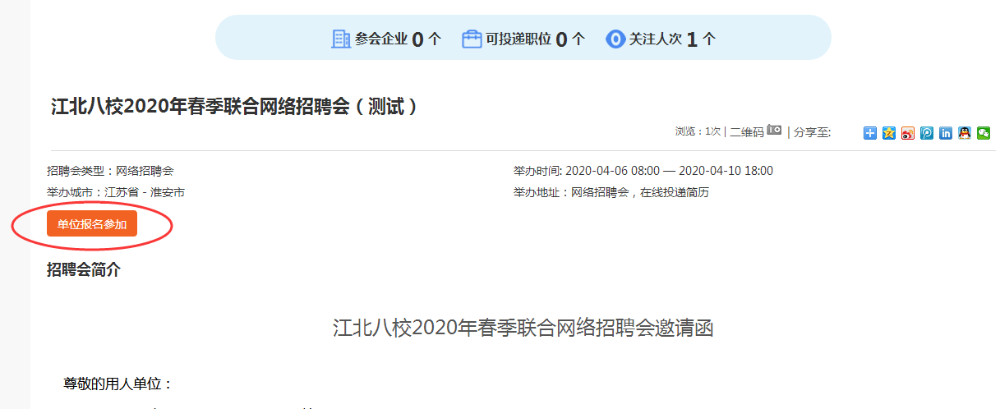 参会企业 0 个 可投递职位 0 个 关注人次 1 个
江北八校2020年春季联合网络招聘会（测试）
浏览：1次 | 二维码 | 分享至:
招聘会类型：网络招聘会 举办时间: 2020-04-06 08:00 — 2020-04-10 18:00
举办城市：江苏省 - 淮安市 举办地址：网络招聘会，在线投递简历
单位报名参加
招聘会简介
江北八校2020年春季联合网络招聘会邀请函
尊敬的用人单位：